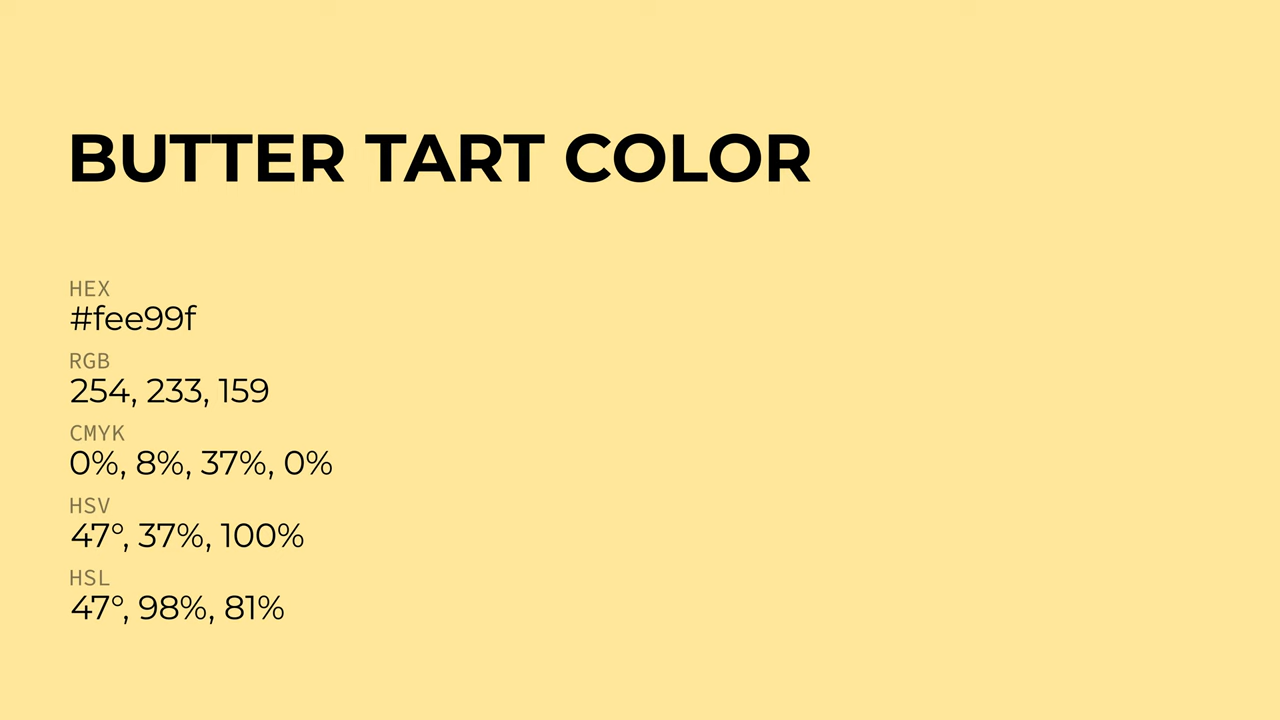 BUTTER TART COLOR
HEX
#fee99f
RGB
254, 233, 159
CMYK
0%, 8%, 37%, 0%
HSV
47°, 37%, 100%
HSL
47°, 98%, 81%